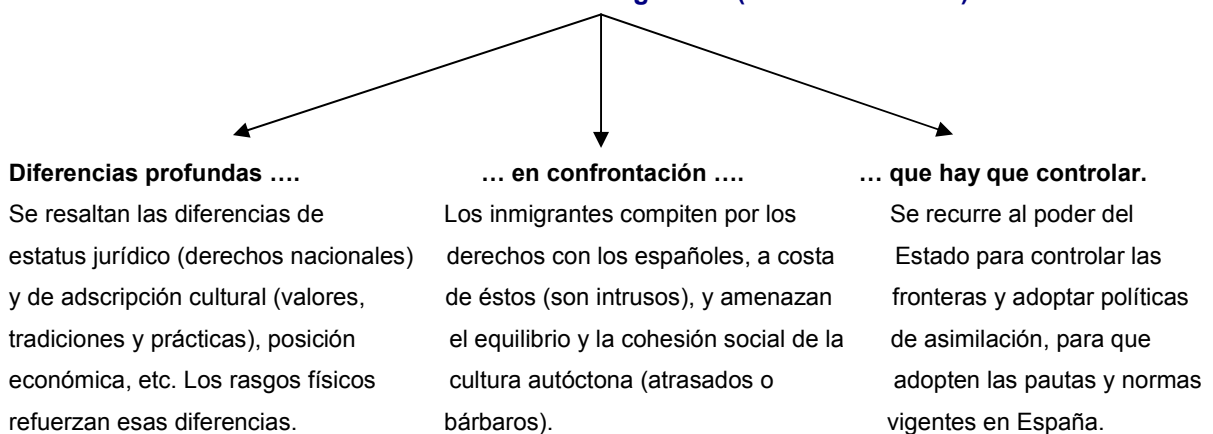 Diferencias profundas ….
Se resaltan las diferencias de
estatus jurídico (derechos nacionales)
y de adscripción cultural (valores,
tradiciones y prácticas), posición
económica, etc. Los rasgos físicos
refuerzan esas diferencias.
… en confrontación ….
Los inmigrantes compiten por los
derechos con los españoles, a costa
de éstos (son intrusos), y amenazan
el equilibrio y la cohesión social de la
cultura autóctona (atrasados o
bárbaros).
… que hay que controlar.
Se recurre al poder del
Estado para controlar las
fronteras y adoptar políticas
de asimilación, para que
adopten las pautas y normas
vigentes en España.